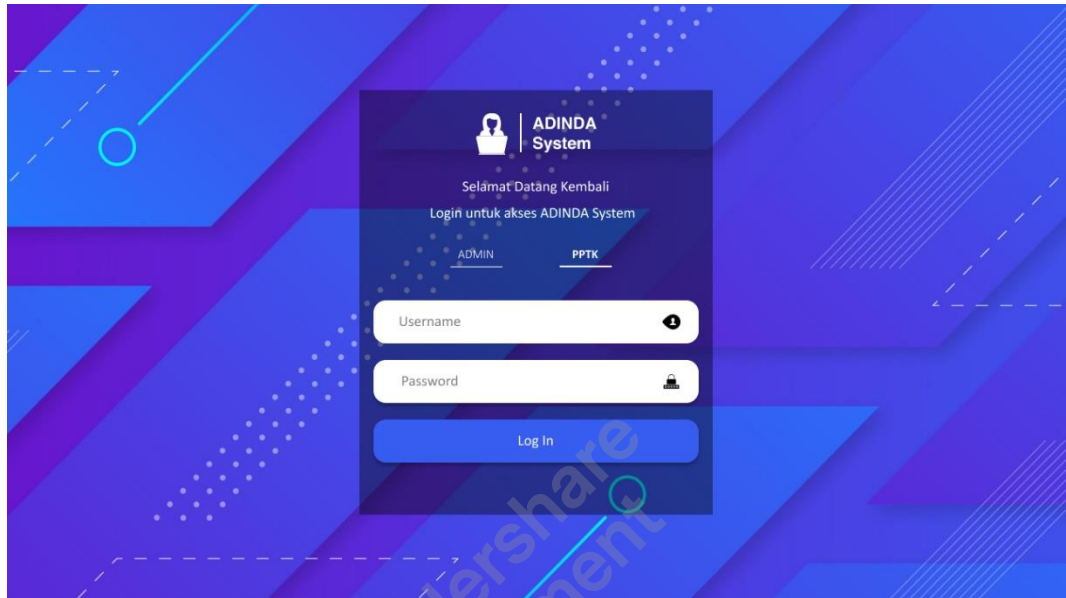 ADINDA
System
Selamat Datang Kembali
Login untuk akses ADINDA System
ADMIN PPTK
Username
Password
Log In